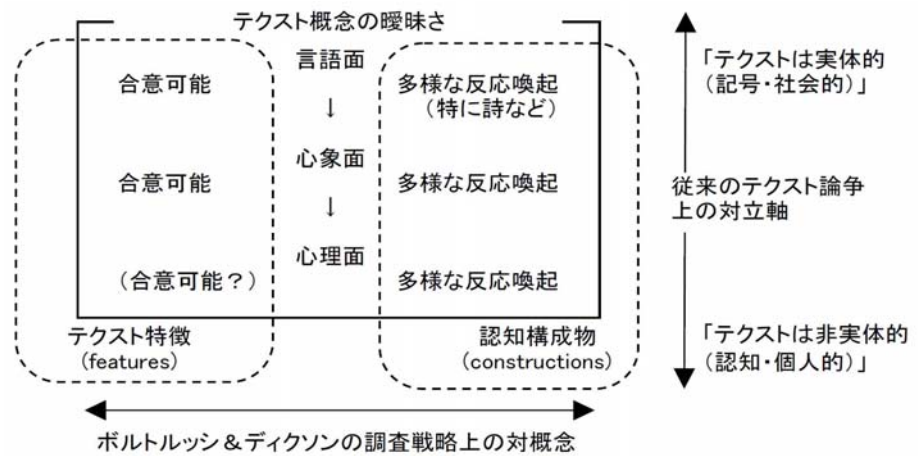 テクスト概念の曖昧さ
言語面
合意可能
↓
多様な反応喚起
(特に詩など)
心象面
合意可能
↓
多様な反応喚起
心理面
(合意可能?)
多様な反応喚起
テクスト特徴
(features)
認知構成物
(constructions)
ボルトルッシ&ディクソンの調査戦略上の対概念
「テクストは実体的
(記号・社会的)」
従来のテクスト論争
上の対立軸
「テクストは非実体的
(認知・個人的)」